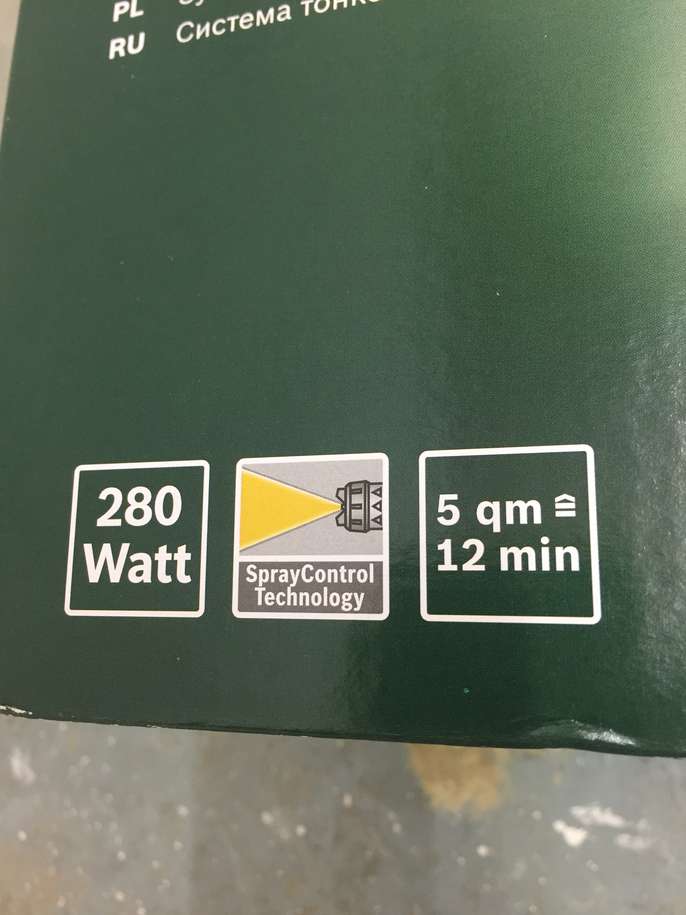 PL
RU Система
280
Watt
SprayControl
Technology
5 qm ≙
12 min